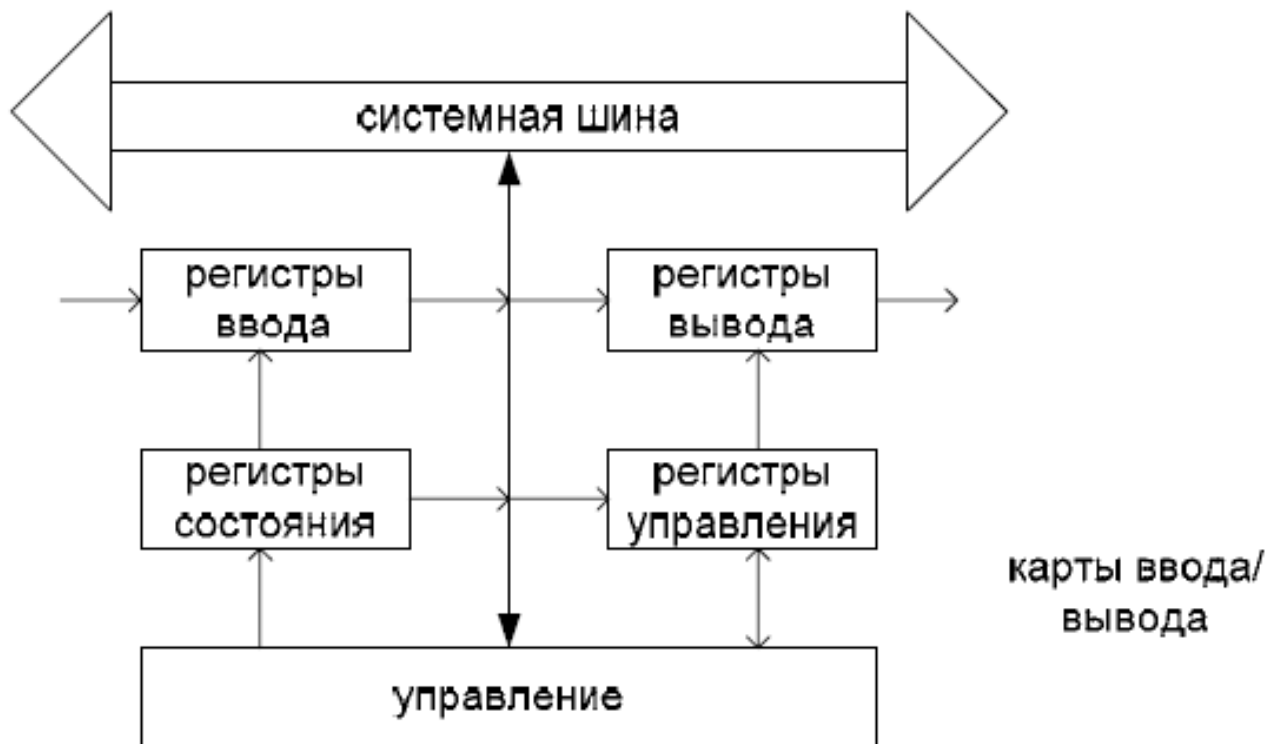 системная шина
регистры
ввода
регистры
вывода
регистры
состояния
регистры
управления
карты ввода/
вывода
управление